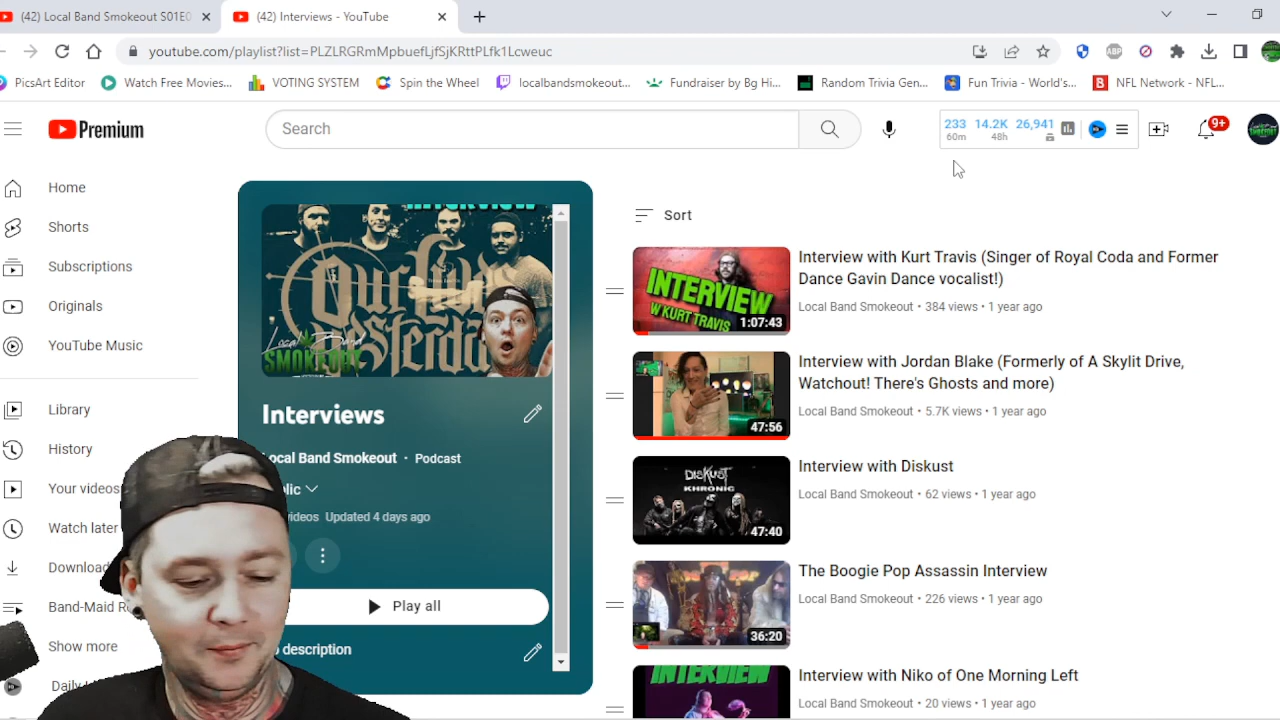 (42) Local Band Smokeout S01E0
(42) Interviews - YouTube
youtube.com/playlist?list=PLZLRGRmMpbuefLjfSjKRttPLfk1Lcweuc
PicsArt Editor
Watch Free Movies...
VOTING SYSTEM
Spin the Wheel
localbandsmokeout...
Fundraiser by Bg Hi...
Random Trivia Gen...
Fun Trivia - World's...
NFL Network - NFL...
Premium
Search
233 14.2K 26,941
60m 48h
9+
Home
Shorts
Subscriptions
Originals
YouTube Music
Library
History
Your videos
Watch later
Download
Band-Maid R
Show more
INTERVIEW
Our Last
Local Band
SMOKEOUT
Interviews
Local Band Smokeout · Podcast
lic
videos Updated 4 days ago
Play all
description
Sort
INTERVIEW
W KURT TRAVIS
1:07:43
Interview with Kurt Travis (Singer of Royal Coda and Former
Dance Gavin Dance vocalist!)
Local Band Smokeout • 384 views • 1 year ago
47:56
Interview with Jordan Blake (Formerly of A Skylit Drive,
Watchout! There's Ghosts and more)
Local Band Smokeout • 5.7K views • 1 year ago
DISKUST
KHRONIC
47:40
Interview with Diskust
Local Band Smokeout • 62 views • 1 year ago
36:20
The Boogie Pop Assassin Interview
Local Band Smokeout • 226 views • 1 year ago
INTERVIEW
Interview with Niko of One Morning Left
Local Band Smokeout • 20 views • 1 year ago